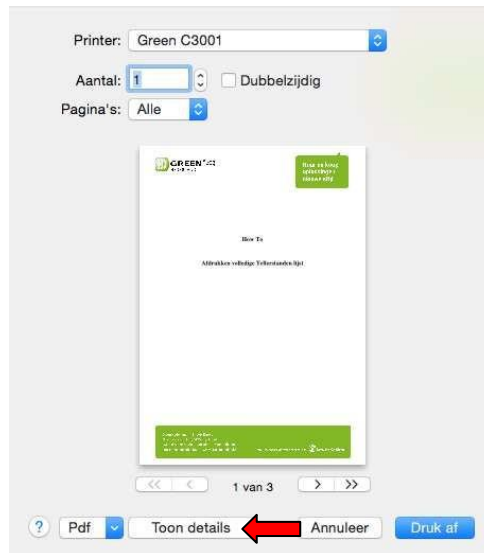 Printer: Green C3001
Aantal: 1 Dubbelzijdig
Pagina's: Alle
GREEN
How To
Afdrukken volledige Tellerstanden lijst
1 van 3
? Pdf Toon details Annuleer Druk af